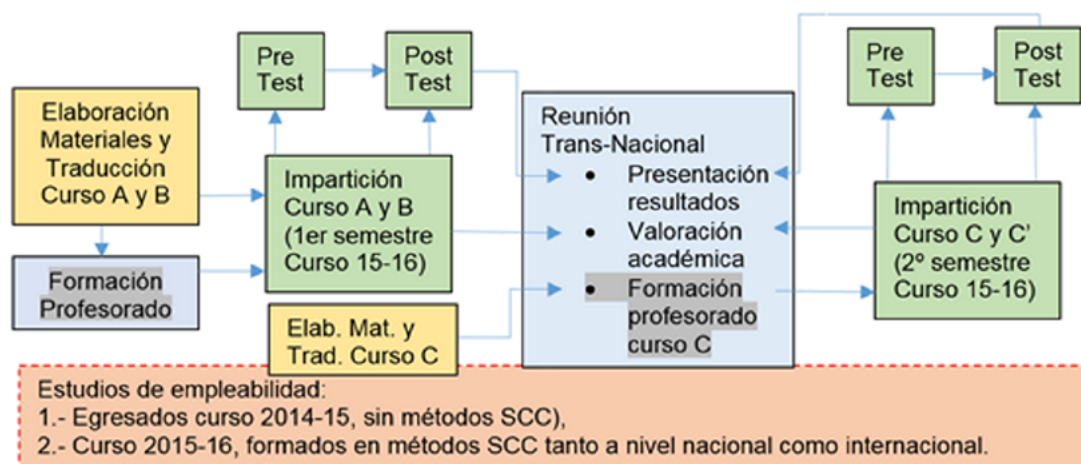 Elaboración
Materiales y
Traducción
Curso A y B
Formación
Profesorado
Pre
Test
Post
Test
Impartición
Curso A y B
(1er semestre
Curso 15-16)
Elab. Mat. y
Trad. Curso C
Reunión
Trans-Nacional
• Presentación
resultados
• Valoración
académica
• Formación
profesorado
curso C
Pre
Test
Post
Test
Impartición
Curso C y C’
(2º semestre
Curso 15-16)
Estudios de empleabilidad:
1.- Egresados curso 2014-15, sin métodos SCC),
2.- Curso 2015-16, formados en métodos SCC tanto a nivel nacional como internacional.